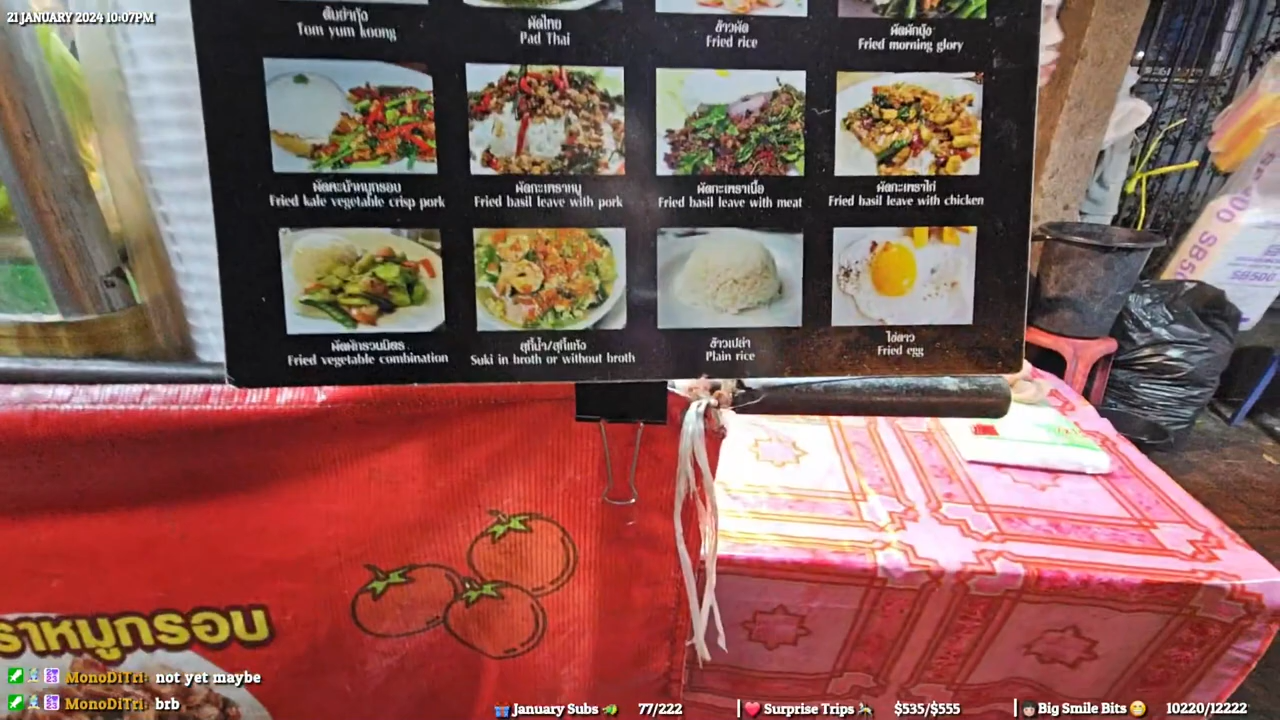 21 JANUARY 2024 10:07PM
ต้มยำกุ้ง
Tom yum koong
ผัดไทย
Pad Thai
ข้าวผัด
Fried rice
ผัดผักบุ้ง
Fried morning glory
ผัดคะน้าหมูกรอบ
Fried kale vegetable crisp pork
ผัดกะเพราหมู
Fried basil leave with pork
ผัดกะเพราเนื้อ
Fried basil leave with meat
ผัดกะเพราไก่
Fried basil leave with chicken
ผัดผักรวมมิตร
Fried vegetable combination
สุกี้น้ำ/สุกี้แห้ง
Suki in broth or without broth
ข้าวเปล่า
Plain rice
ไข่ดาว
Fried egg
SB500
ราหมูกรอบ
MonoDiTri: not yet maybe
MonoDiTri: brb
January Subs 77/222
Surprise Trips $535/$555
Big Smile Bits 10220/12222